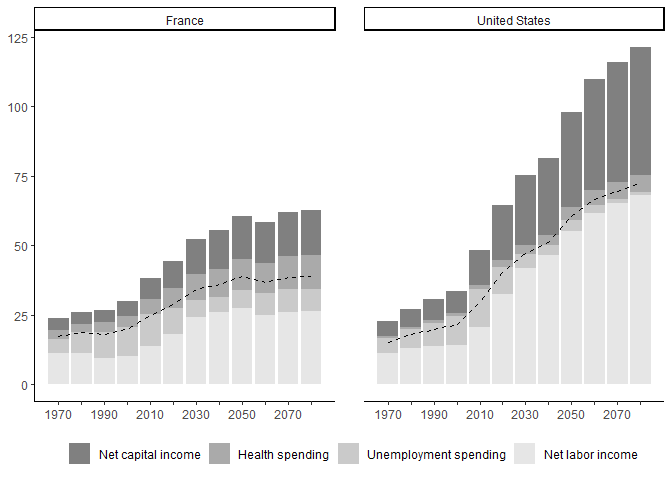 France United States
125
100
75
50
25
0
1970 1990 2010 2030 2050 2070 1970 1990 2010 2030 2050 2070
Net capital income Health spending Unemployment spending Net labor income